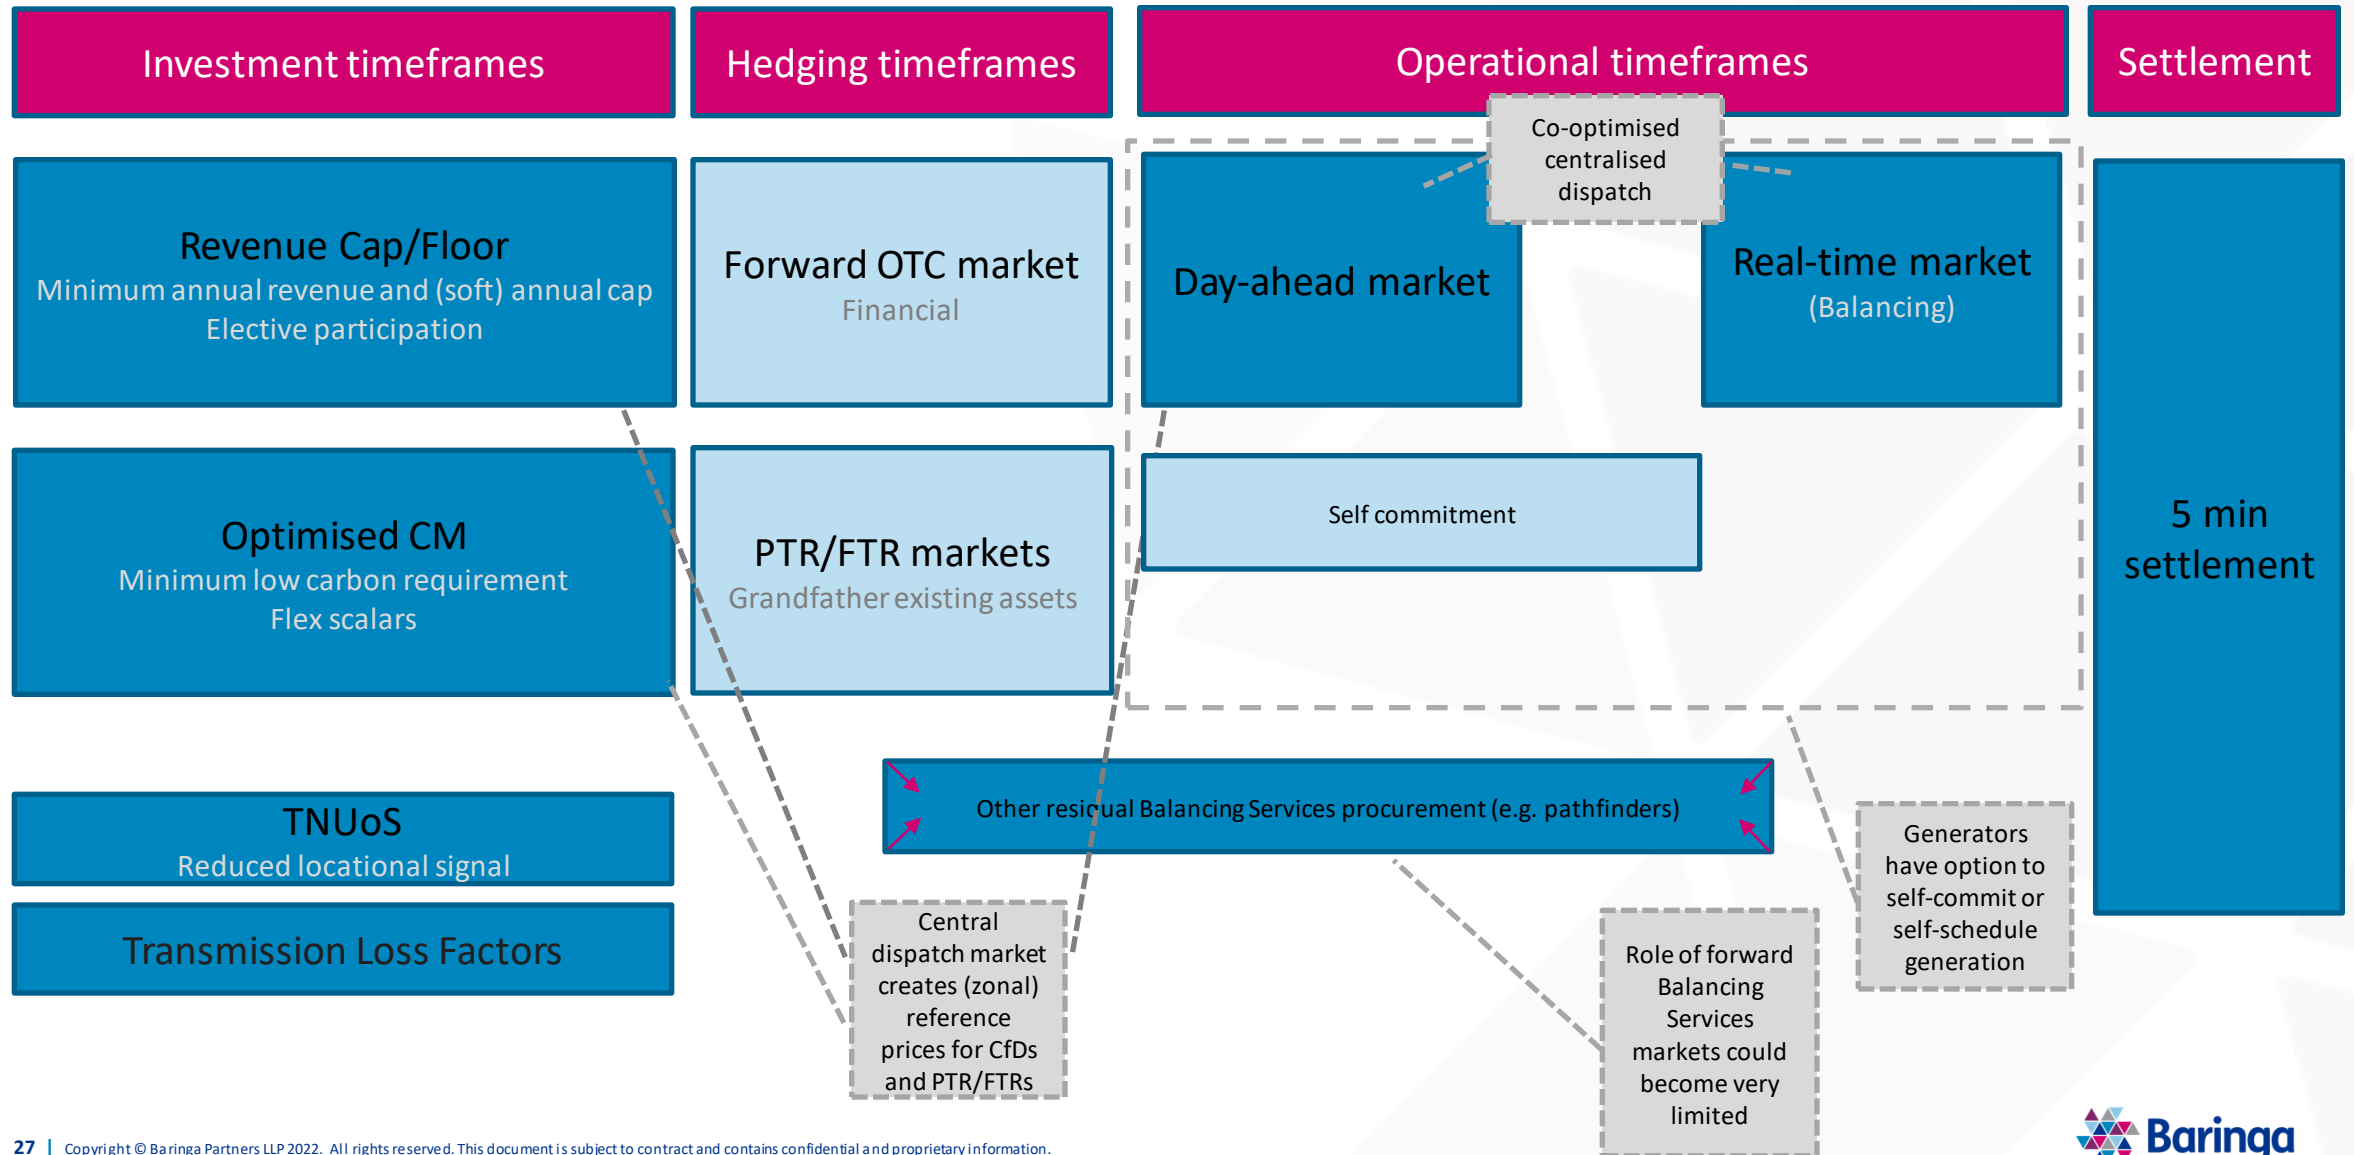 Investment timeframes
Hedging timeframes
Operational timeframes
Settlement
Co-optimised
centralised
dispatch
Revenue Cap/Floor
Minimum annual revenue and (soft) annual cap
Elective participation
Forward OTC market
Financial
Day-ahead market
Real-time market
(Balancing)
Optimised CM
Minimum low carbon requirement
Flex scalars
PTR/FTR markets
Grandfather existing assets
Self commitment
5 min
settlement
TNUoS
Reduced locational signal
Transmission Loss Factors
Other residual Balancing Services procurement (e.g. pathfinders)
Central
dispatch market
creates (zonal)
reference
prices for CfDs
and PTR/FTRs
Role of forward
Balancing
Services
markets could
become very
limited
Generators
have option to
self-commit or
self-schedule
generation
27 | Copyright © Baringa Partners LLP 2022. All rights reserved. This document is subject to contract and contains confidential and proprietary information.
Baringa